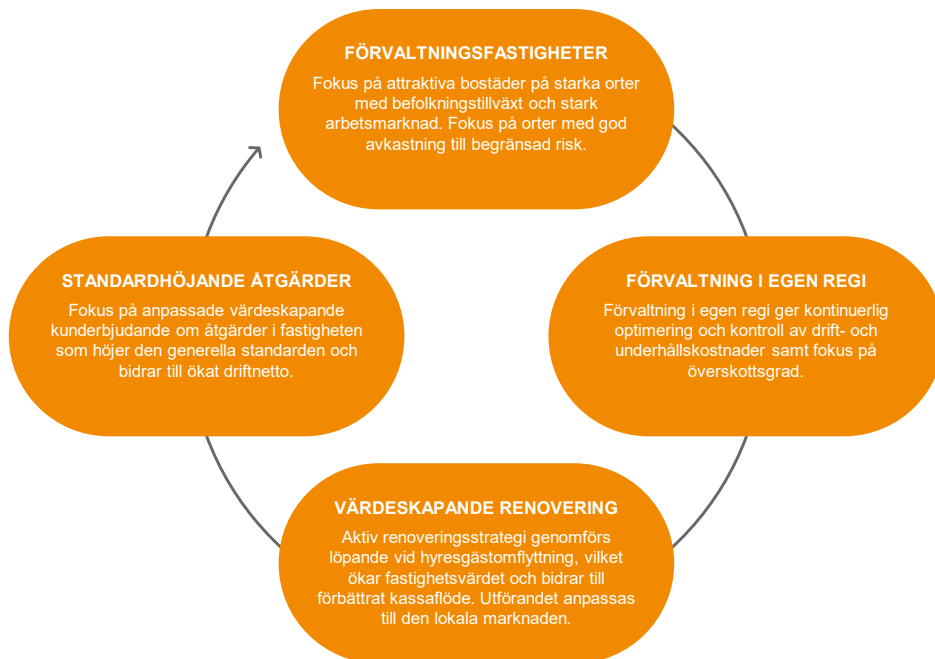 FÖRVALTNINGSFASTIGHETER
Fokus på attraktiva bostäder på starka orter
med befolkningstillväxt och stark
arbetsmarknad. Fokus på orter med god
avkastning till begränsad risk.
STANDARDHÖJANDE ÅTGÄRDER
Fokus på anpassade värdeskapande
kunderbjudande om åtgärder i fastigheten
som höjer den generella standarden och
bidrar till ökat driftnetto.
FÖRVALTNING I EGEN REGI
Förvaltning i egen regi ger kontinuerlig
optimering och kontroll av drift- och
underhållskostnader samt fokus på
överskottsgrad.
VÄRDESKAPANDE RENOVERING
Aktiv renoveringsstrategi genomförs
löpande vid hyresgästomflyttning, vilket
ökar fastighetsvärdet och bidrar till
förbättrat kassaflöde. Utförandet anpassas
till den lokala marknaden.